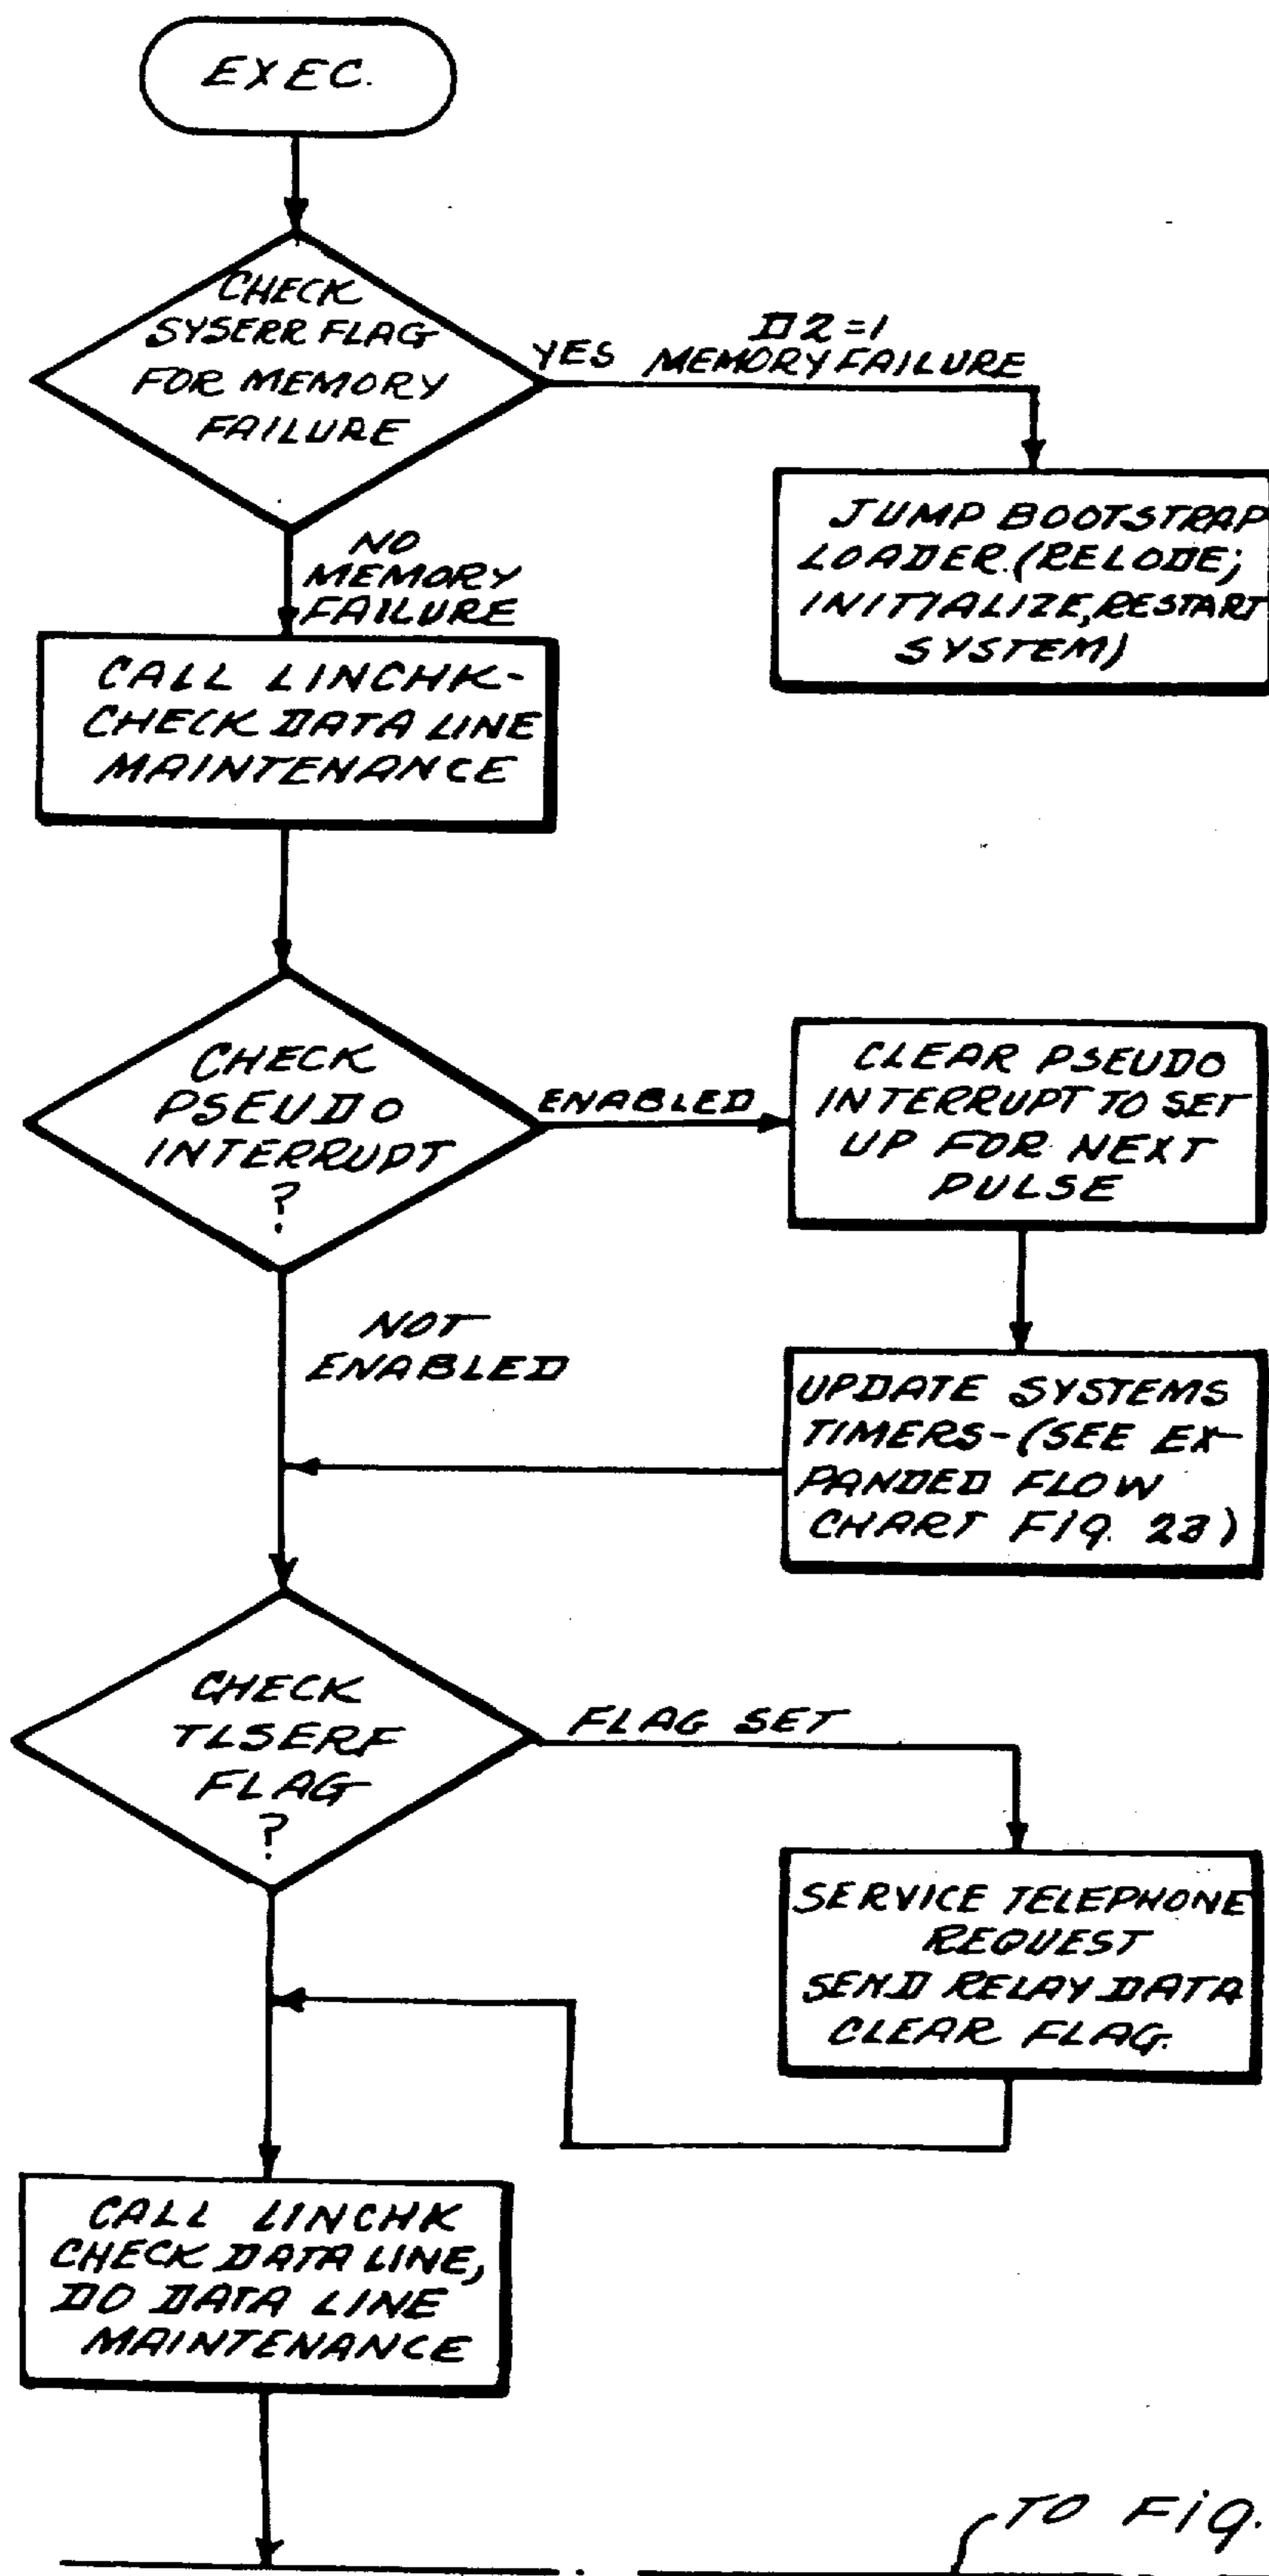 EXEC.
CHECK
SYSERR FLAG
FOR MEMORY
FAILURE
YES
D2=1
MEMORY FAILURE
JUMP BOOTSTRAP
LOADER.(RELODE;
INITIALIZE,RESTART
SYSTEM)
NO
MEMORY
FAILURE
CALL LINCHK-
CHECK DATA LINE
MAINTENANCE
CHECK
PSEUDO
INTERRUPT
?
ENABLED
CLEAR PSEUDO
INTERRUPT TO SET
UP FOR NEXT
PULSE
NOT
ENABLED
UPDATE SYSTEMS
TIMERS-(SEE EX-
PANDED FLOW
CHART FIG. 23)
CHECK
TLSERF
FLAG
?
FLAG SET
SERVICE TELEPHONE
REQUEST
SEND RELAY DATA
CLEAR FLAG.
CALL LINCHK
CHECK DATA LINE,
DO DATA LINE
MAINTENANCE
TO FIG.